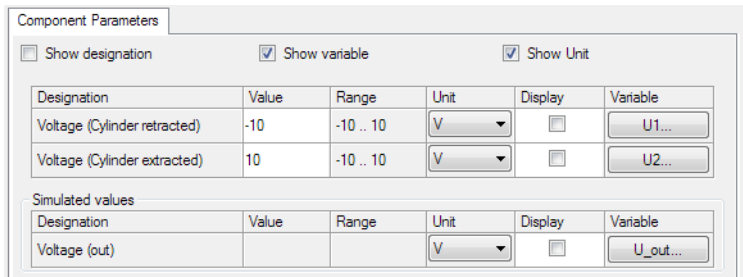 Component Parameters
Show designation Show variable Show Unit
Designation Value Range Unit Display Variable
Voltage (Cylinder retracted) -10 -10 .. 10 V U1...
Voltage (Cylinder extracted) 10 -10 .. 10 V U2...
Simulated values
Designation Value Range Unit Display Variable
Voltage (out) V U_out...